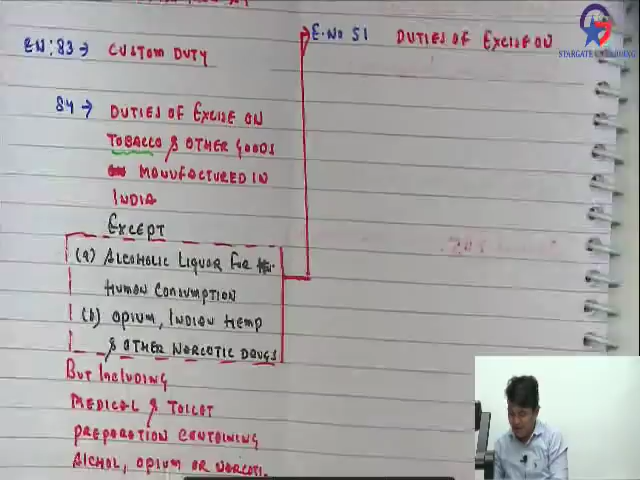 EN: 83 → CUSTOM DUTY
84 → DUTIES OF EXCISE ON
TOBACCO & OTHER GOODS
MANUFACTURED IN
INDIA
EXCEPT
(a) ALCOHOLIC LIQUOR FOR
HUMAN CONSUMPTION
(b) OPIUM, INDIAN HEMP
& OTHER NARCOTIC DRUGS
BUT INCLUDING
MEDICAL & TOILET
PREPARATION CONTAINING
ALCHOL, OPIUM OR NARCOTI.
E.NO 51 DUTIES OF EXCISE ON
STARGATE